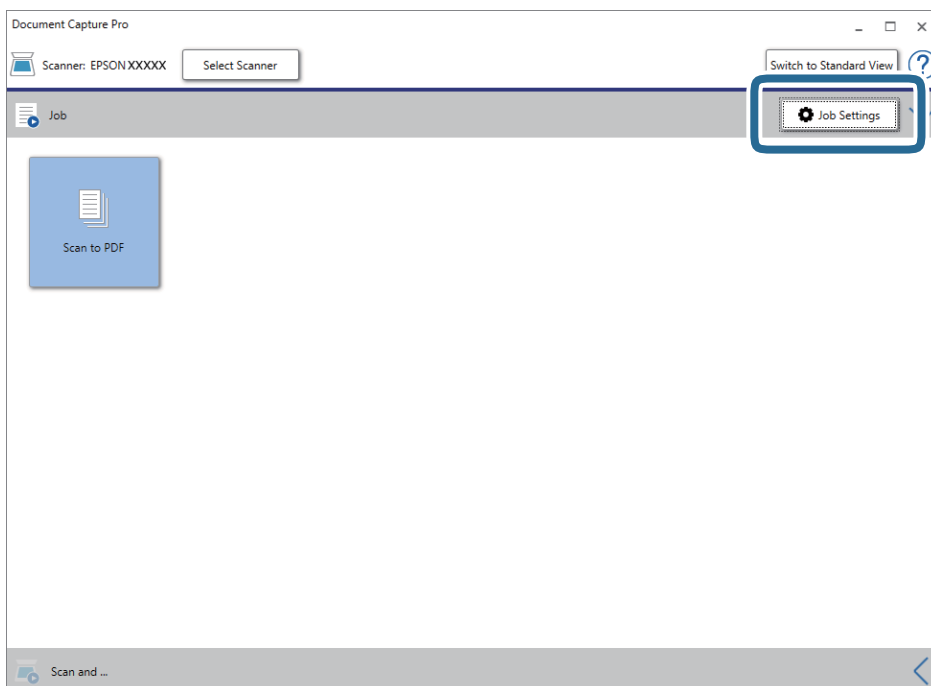 Document Capture Pro
Scanner: EPSON XXXXX Select Scanner Switch to Standard View ?
Job Job Settings
Scan to PDF
Scan and ...